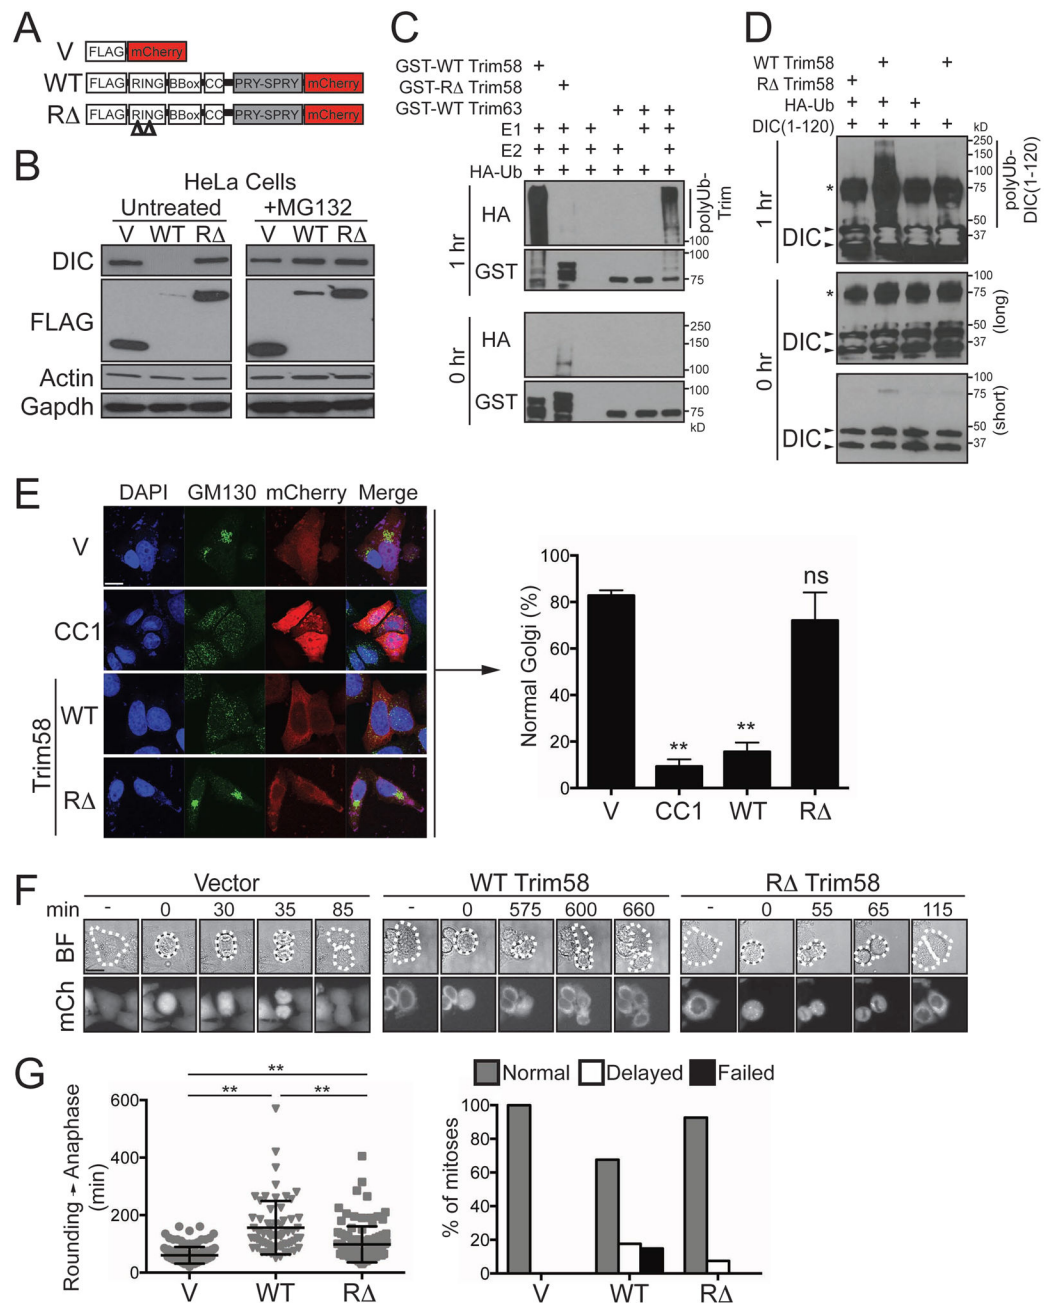 A
V FLAG mCherry
WT FLAG RING BBox CC PRY-SPRY mCherry
RΔ FLAG RING BBox CC PRY-SPRY mCherry
B
HeLa Cells
Untreated +MG132
V WT RΔ V WT RΔ
DIC
FLAG
Actin
Gapdh
C
GST-WT Trim58 +
GST-RΔ Trim58 +
GST-WT Trim63 + + +
E1 + + + + +
E2 + + + + +
HA-Ub + + + + + +
1 hr
HA
polyUb-
Trim
100
GST
100
75
0 hr
HA
250
150
100
GST
100
75
kD
D
WT Trim58 + +
RΔ Trim58 +
HA-Ub + + +
DIC(1-120) + + + +
kD
1 hr
*
DIC
250
150
100
75
50
37
polyUb-
DIC(1-120)
0 hr
*
DIC
100
75
50
37
(long)
DIC
100
75
50
37
(short)
E
DAPI GM130 mCherry Merge
V
CC1
Trim58
WT
RΔ
Normal Golgi (%)
100
80
60
40
20
0
** ** ns
V CC1 WT RΔ
F
Vector WT Trim58 RΔ Trim58
min - 0 30 35 85 - 0 575 600 660 - 0 55 65 115
BF
mCh
G
Rounding → Anaphase
(min)
600
400
200
0
**
** **
V WT RΔ
Normal Delayed Failed
% of mitoses
100
80
60
40
20
0
V WT RΔ